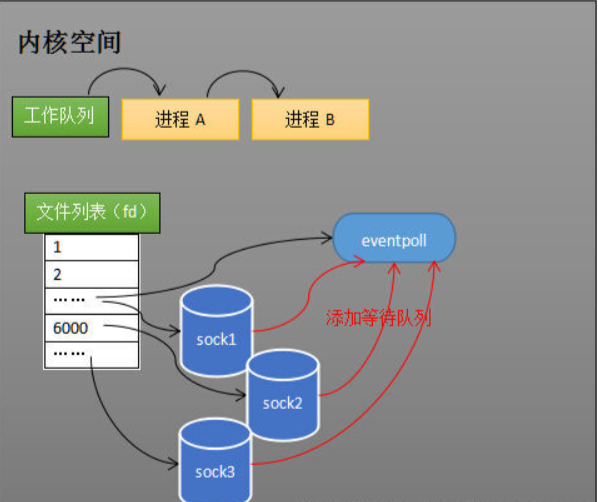 内核空间
工作队列
进程 A
进程 B
文件列表（fd）
1
2
……
6000
……
eventpoll
添加等待队列
sock1
sock2
sock3